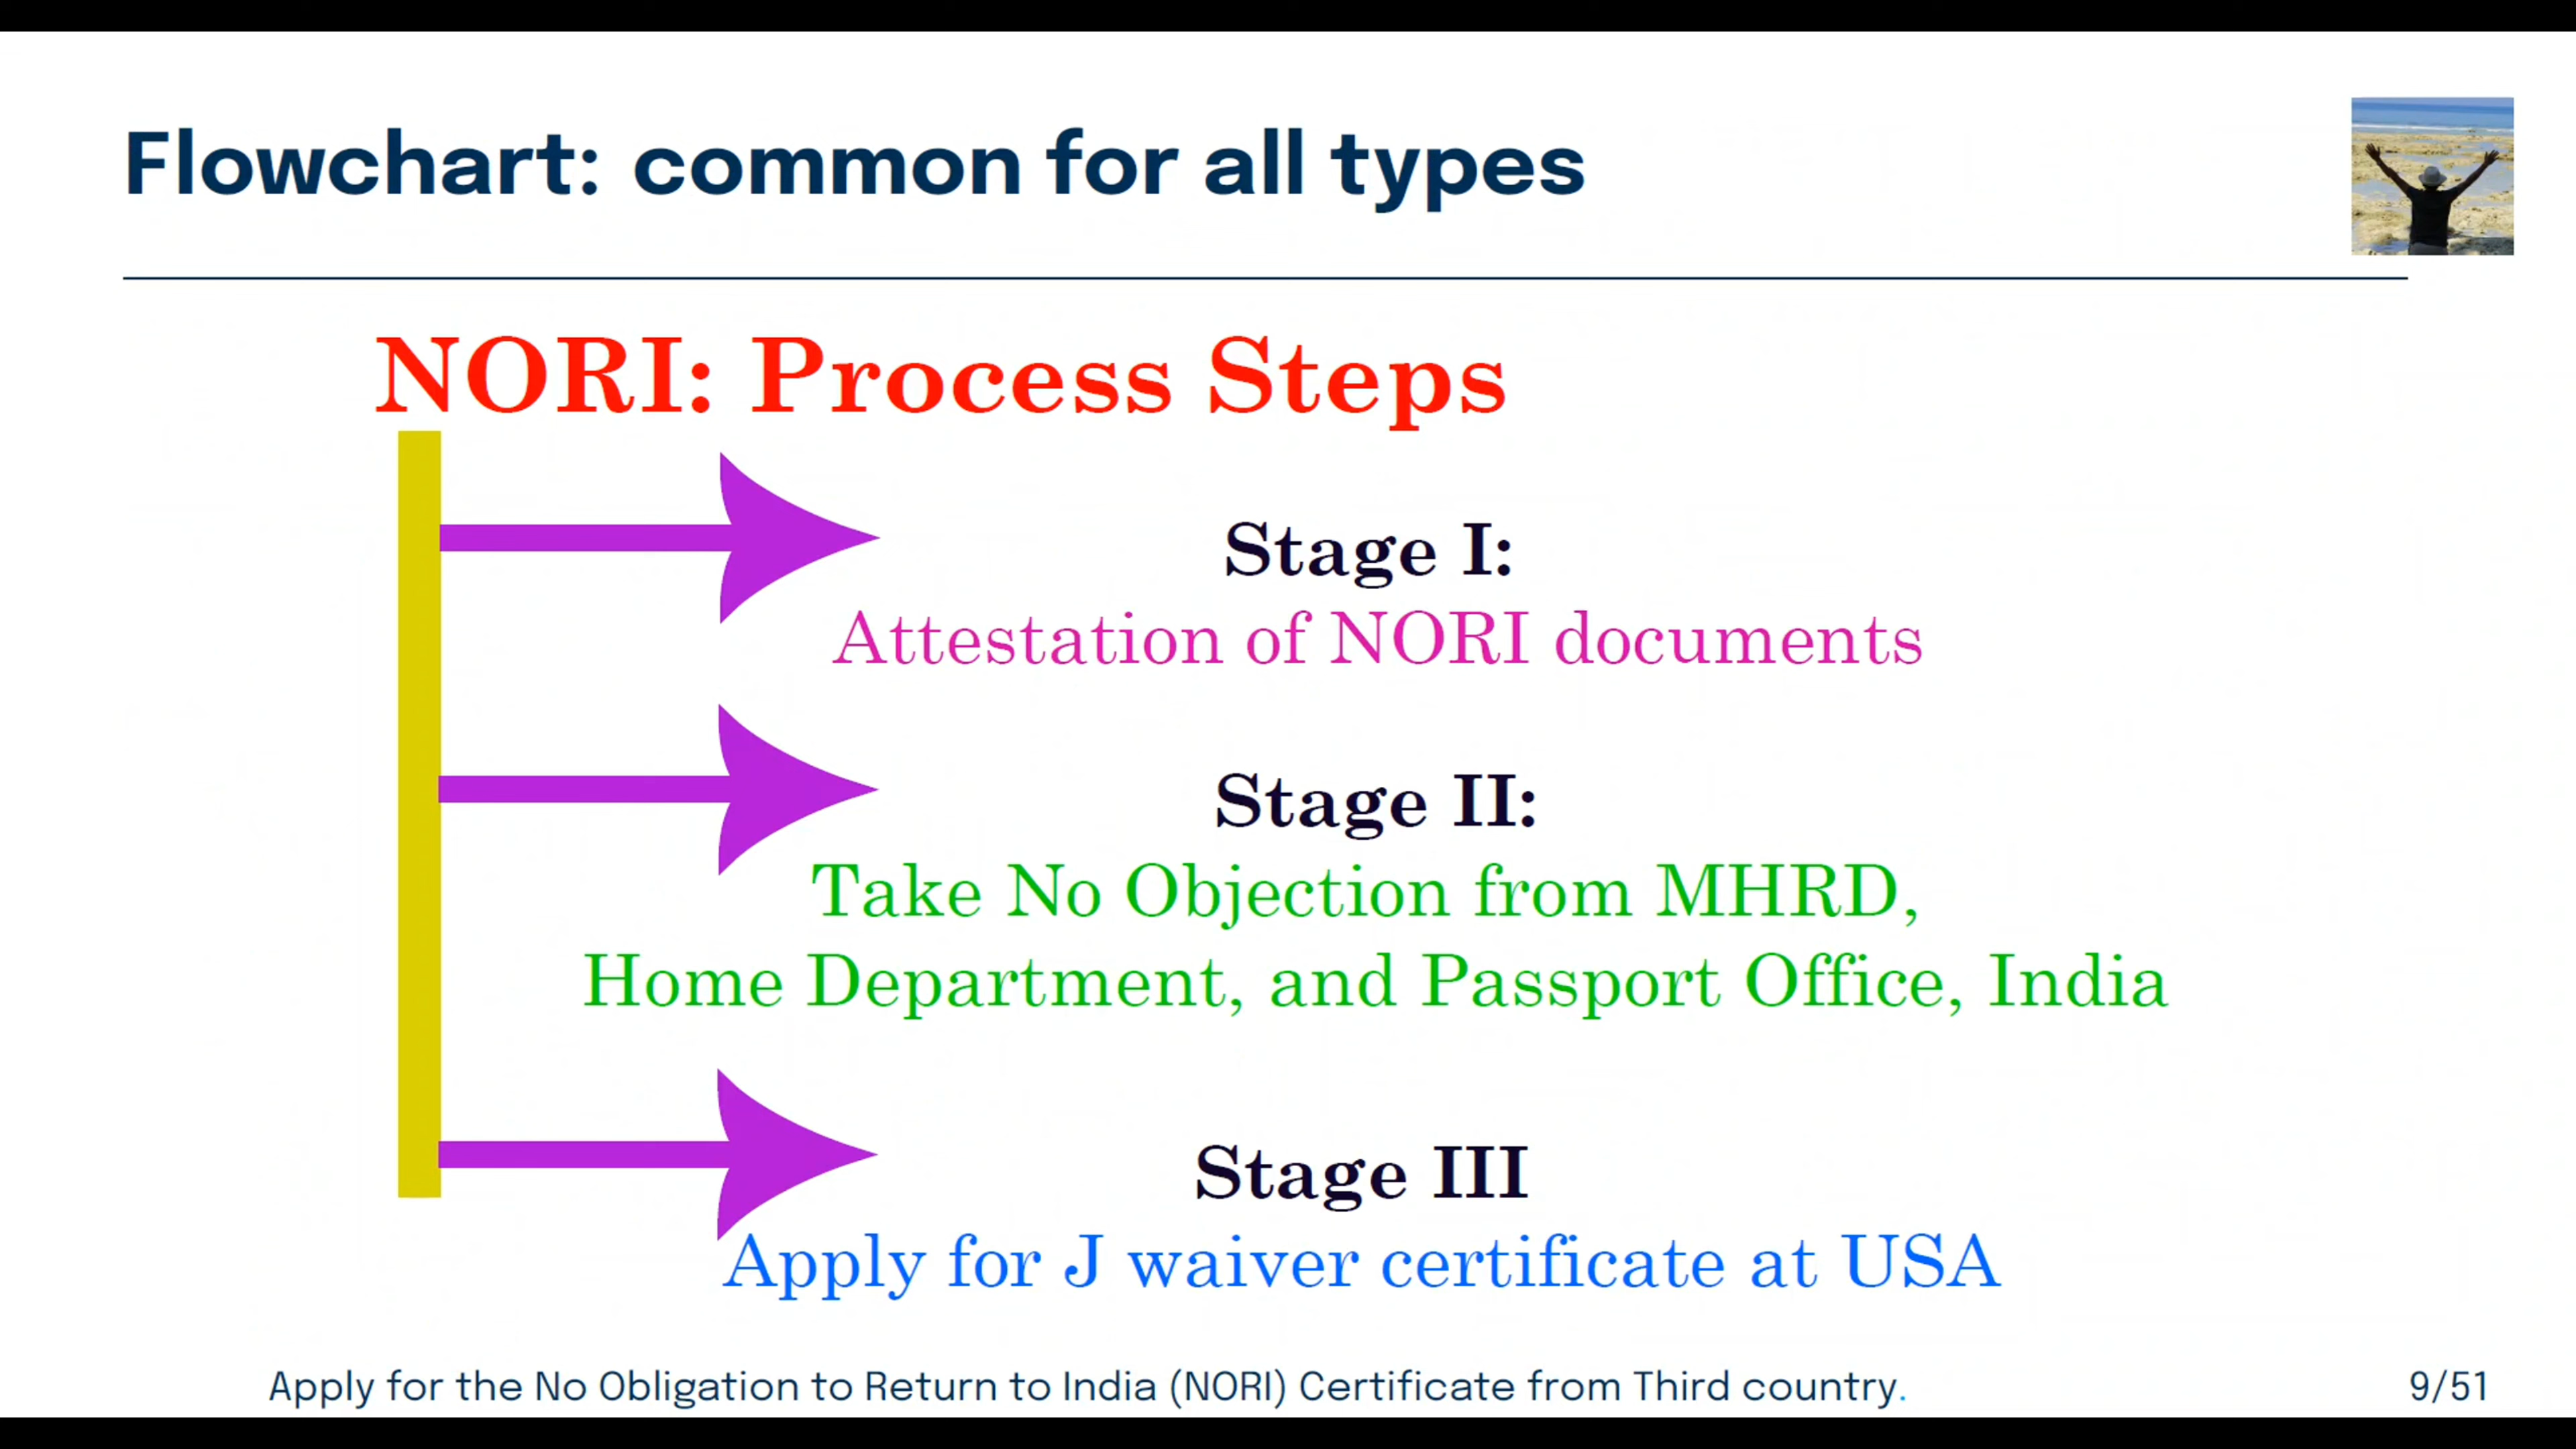 Flowchart: common for all types
NORI: Process Steps
Stage I:
Attestation of NORI documents
Stage II:
Take No Objection from MHRD,
Home Department, and Passport Office, India
Stage III
Apply for J waiver certificate at USA
Apply for the No Obligation to Return to India (NORI) Certificate from Third country.
9/51